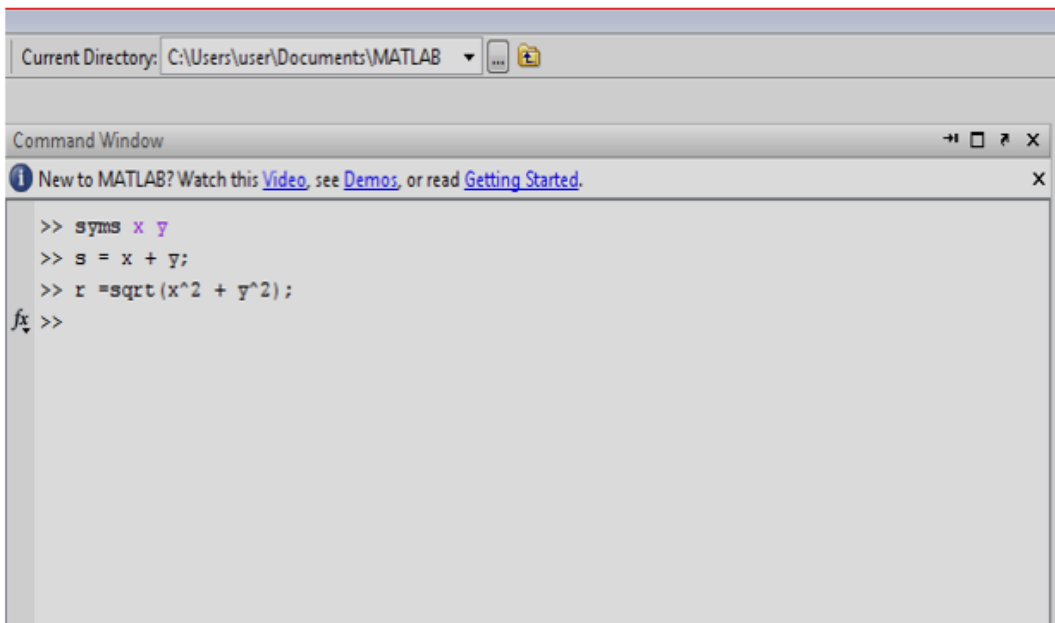 Current Directory: C:\Users\user\Documents\MATLAB ...
Command Window
New to MATLAB? Watch this Video, see Demos, or read Getting Started.
>> syms x y
>> s = x + y;
>> r =sqrt(x^2 + y^2);
fx >>